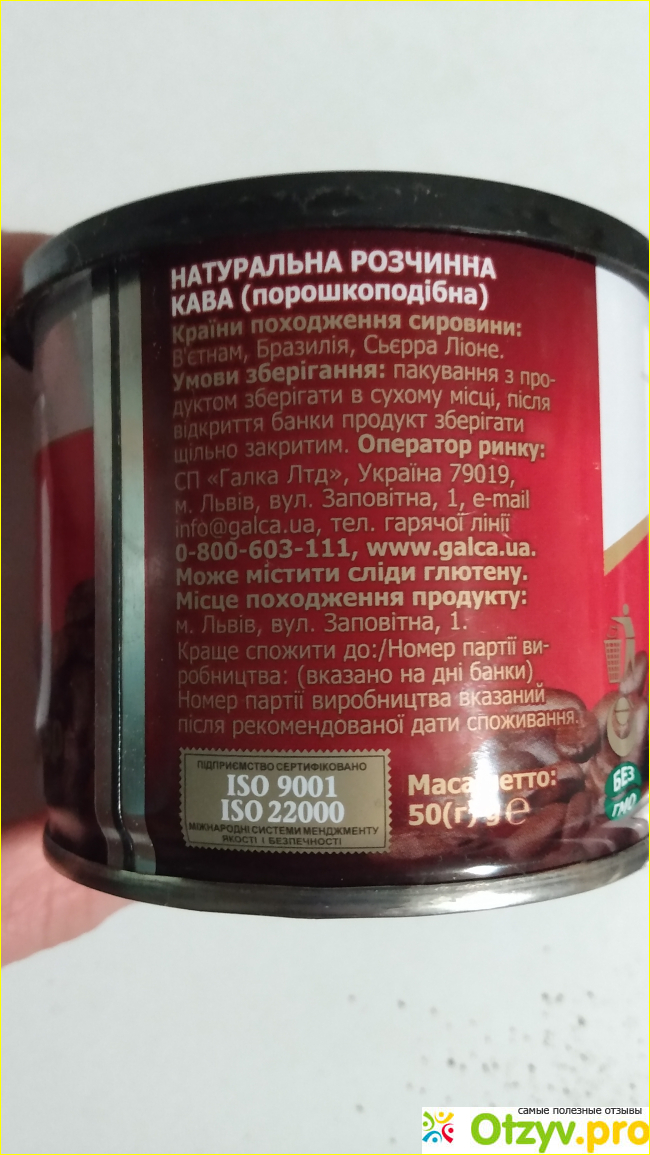 НАТУРАЛЬНА РОЗЧИННА
КАВА (порошкоподібна)
Країни походження сировини:
В'єтнам, Бразилія, Сьєрра Ліоне.
Умови зберігання: пакування з про-
дуктом зберігати в сухому місці, після
відкриття банки продукт зберігати
щільно закритим. Оператор ринку:
СП «Галка Лтд», Україна 79019,
м. Львів, вул. Заповітна, 1, e-mail
info@galca.ua, тел. гарячої лінії
0-800-603-111, www.galca.ua.
Може містити сліди глютену.
Місце походження продукту:
м. Львів, вул. Заповітна, 1.
Краще спожити до:/Номер партії ви-
робництва: (вказано на дні банки)
Номер партії виробництва вказаний
після рекомендованої дати споживання.
ПІДПРИЄМСТВО СЕРТИФІКОВАНО
ISO 9001
ISO 22000
МІЖНАРОДНІ СИСТЕМИ МЕНЕДЖМЕНТУ
ЯКОСТІ І БЕЗПЕЧНОСТІ
Маса нетто:
50(г) g ℮
БЕЗ
ГМО
самые полезные отзывы
Otzyv.pro